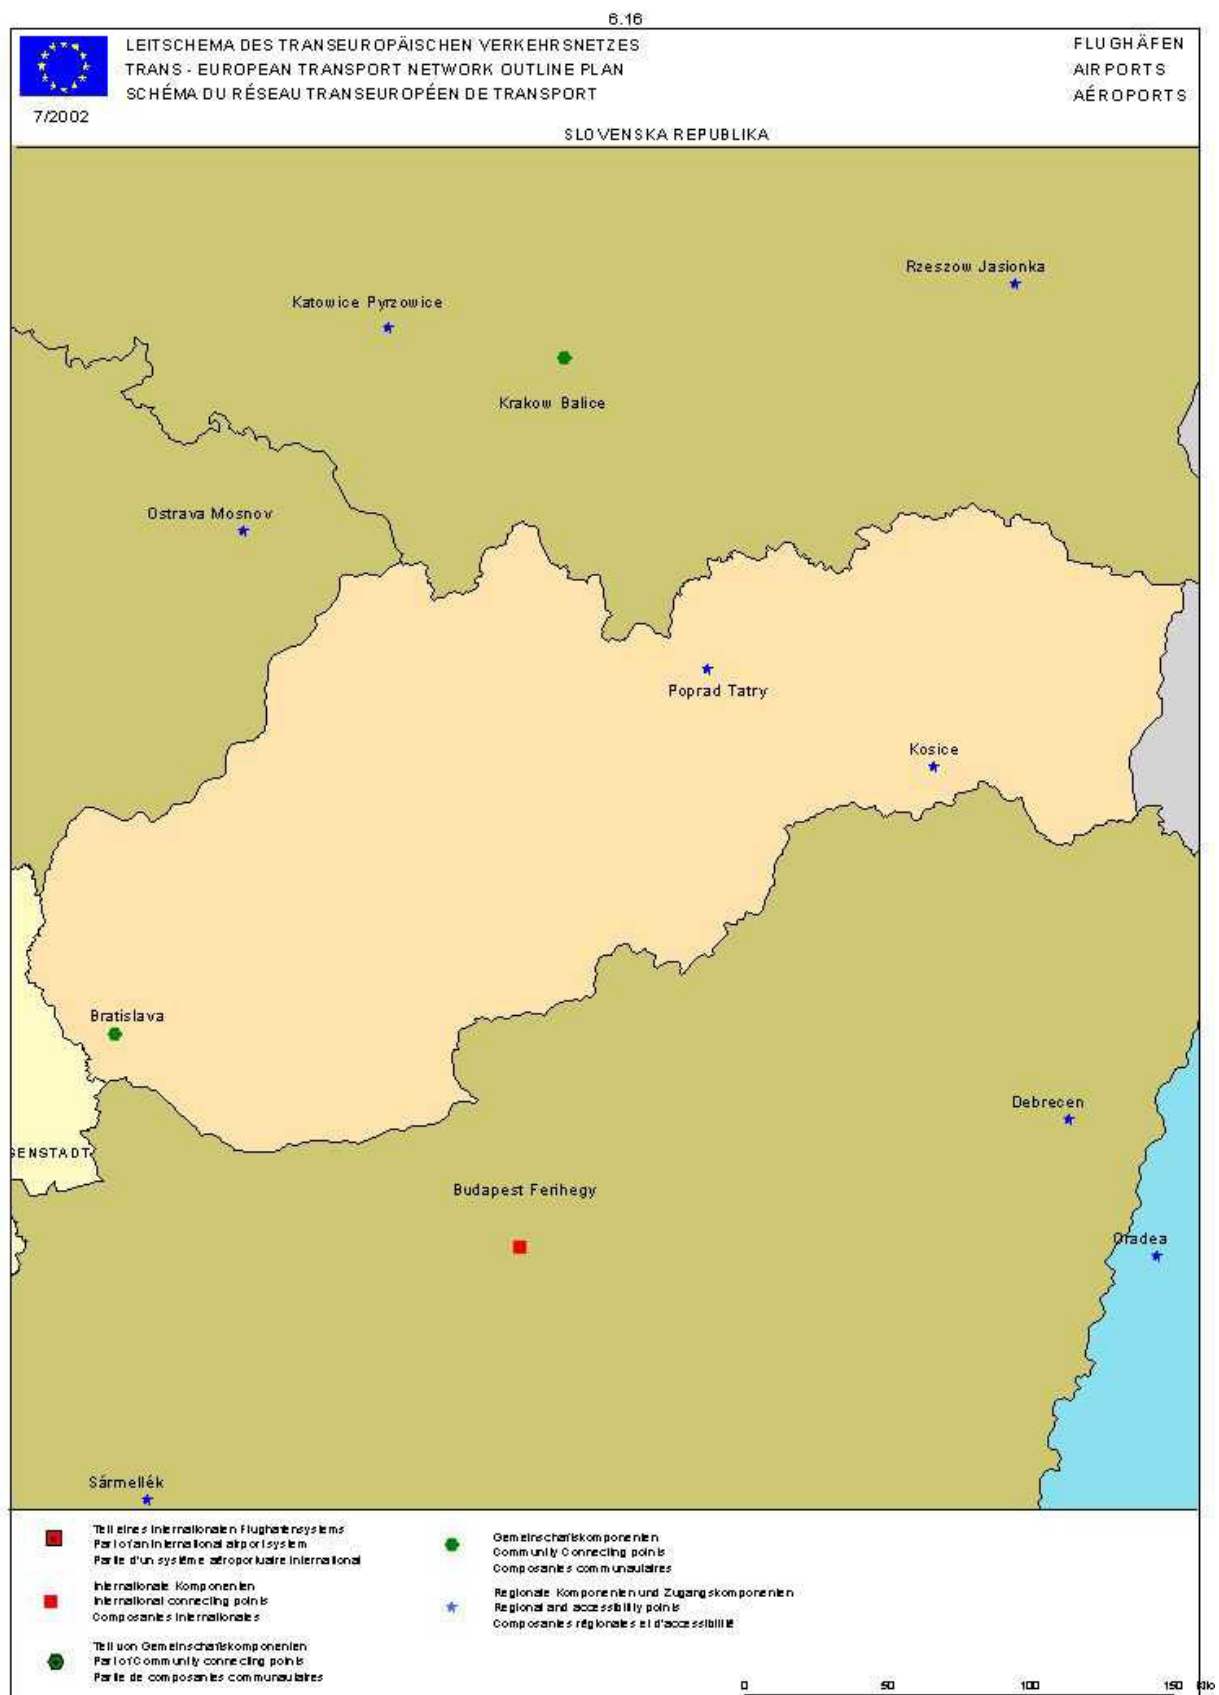 6.16
LEITSCHEMA DES TRANSEUROPÄISCHEN VERKEHRSNETZES
TRANS - EUROPEAN TRANSPORT NETWORK OUTLINE PLAN
SCHÉMA DU RÉSEAU TRANSEUROPÉEN DE TRANSPORT
FLUGHÄFEN
AIRPORTS
AÉROPORTS
7/2002
SLOVENSKA REPUBLIKA
Rzeszow Jasionka
Katowice Pyrzowice
Krakow Balice
Ostrava Mosnov
Poprad Tatry
Kosice
Bratislava
Debrecen
SENSTADT
Budapest Ferihegy
Oradea
Sármellék
Teil eines Internationalen Flughafensystems
Part of an international airport system
Partie d'un système aéroportuaire international
Internationale Komponenten
International connecting points
Composantes internationales
Teil von Gemeinschaftskomponenten
Part of Community connecting points
Partie de composantes communautaires
Gemeinschaftskomponenten
Community Connecting points
Composantes communautaires
Regionale Komponenten und Zugangskomponenten
Regional and accessibility points
Composantes régionales et d'accessibilité
0 50 100 150 Kilo